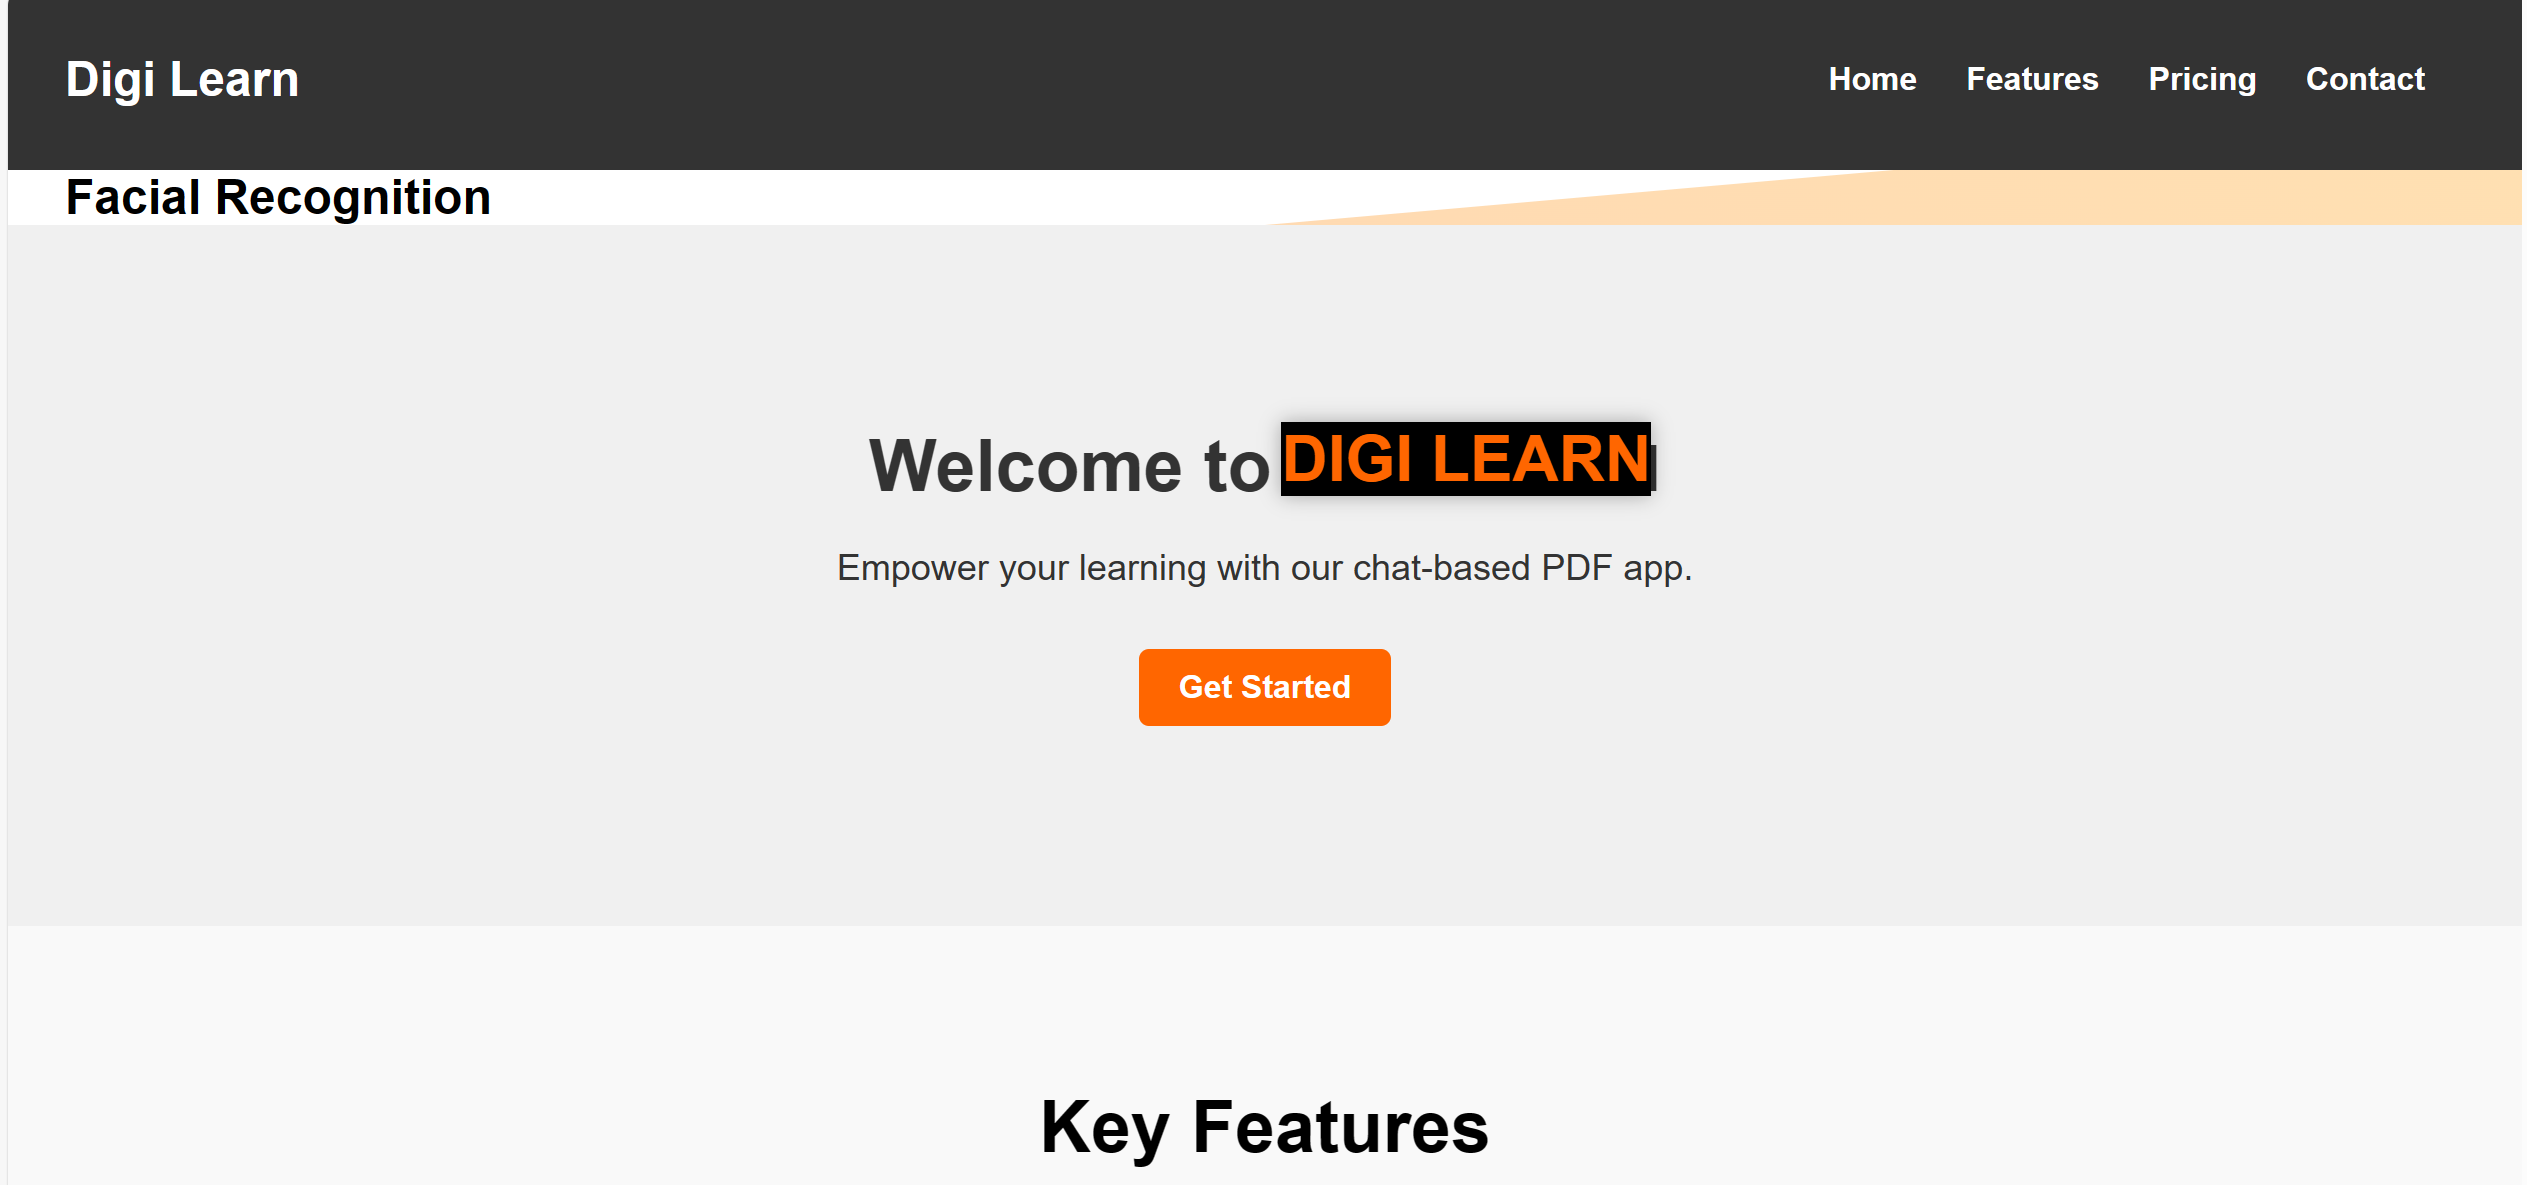 Digi Learn
Home Features Pricing Contact
Facial Recognition
Welcome to DIGI LEARN
Empower your learning with our chat-based PDF app.
Get Started
Key Features